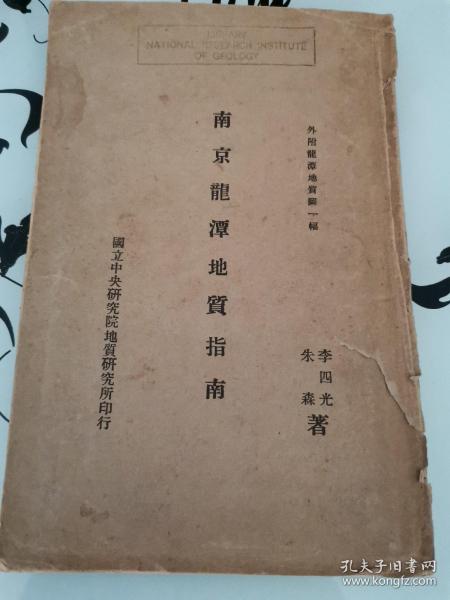 LIBRARY
NATIONAL RESEARCH INSTITUTE
OF GEOLOGY
外附龍潭地質圖一幅
李四光
朱森
著
南京龍潭地質指南
國立中央研究院地質研究所印行
孔夫子旧书网
www.kongfz.com